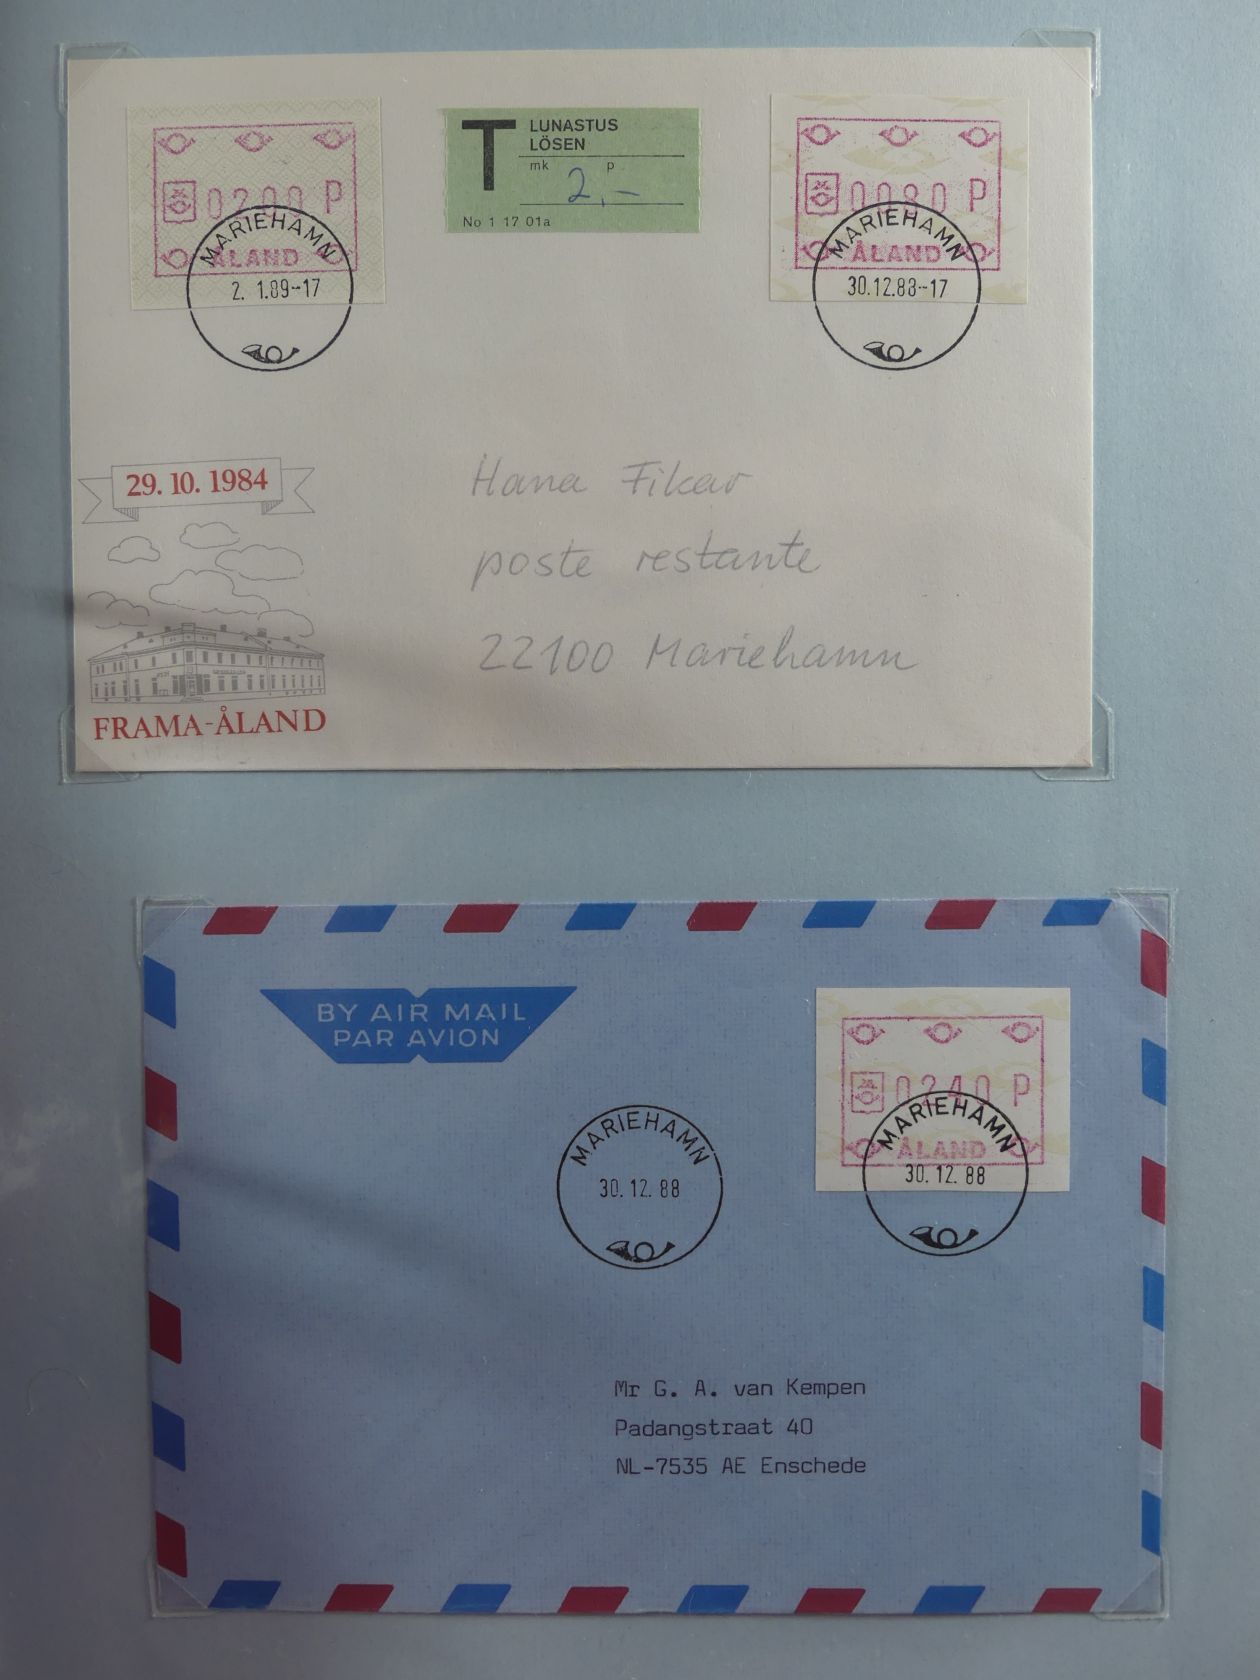 0200 P
ÅLAND
MARIEHAMN
2. 1.89-17
T LUNASTUS
LÖSEN
mk p
2,-
No 1 17 01a
0080 P
ÅLAND
MARIEHAMN
30.12.88-17
29. 10. 1984
FRAMA-ÅLAND
Hana Fikar
poste restante
22100 Mariehamn
BY AIR MAIL
PAR AVION
MARIEHAMN
30. 12. 88
0240 P
ÅLAND
MARIEHAMN
30. 12. 88
Mr G. A. van Kempen
Padangstraat 40
NL-7535 AE Enschede